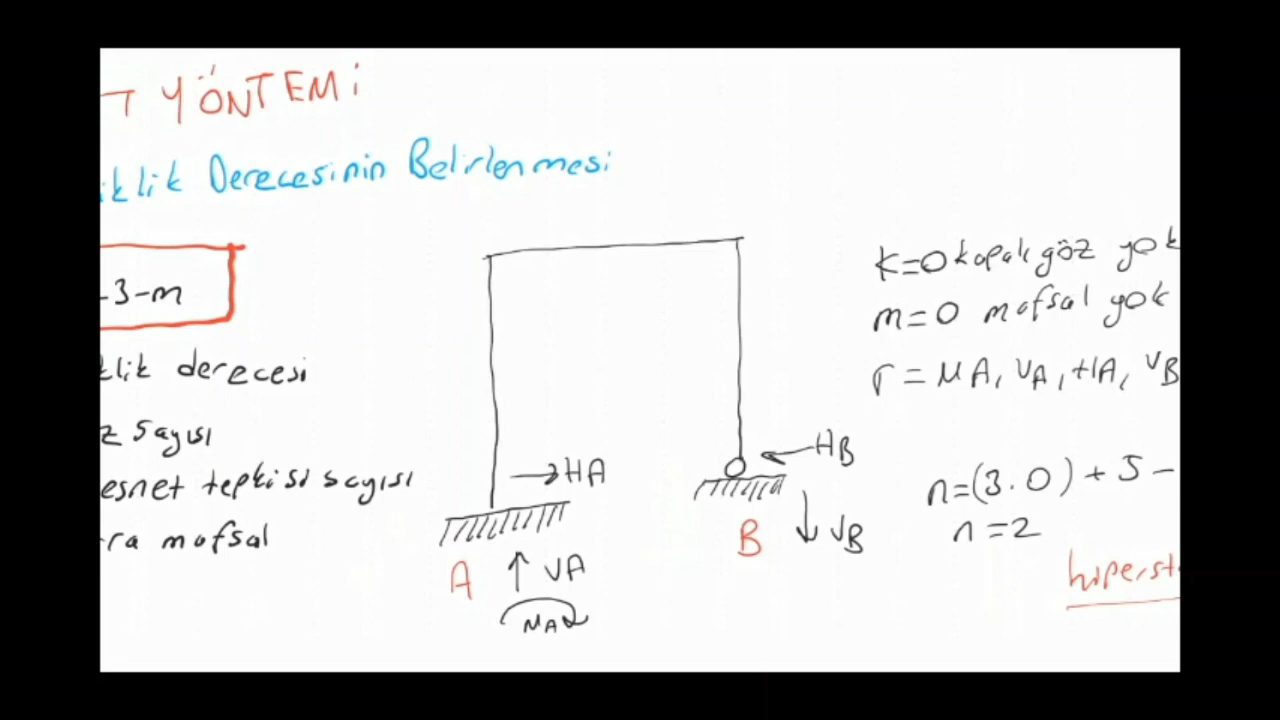 T YÖNTEMİ
iklik Derecesinin Belirlenmesi
-3-m
klik derecesi
z sayısı
esnet tepkisi sayısı
ra mafsal
HA
A
VA
MA
HB
B
VB
k=0 kapalı göz yok
m=0 mafsal yok
r = MA, VA, HA, VB
n=(3.0)+5-
n=2
hiperst